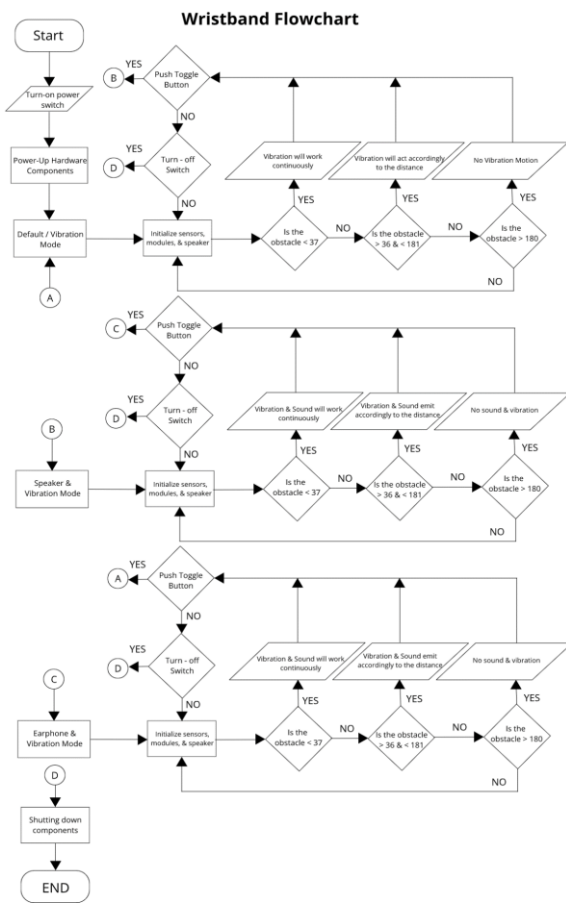 Wristband Flowchart
Start
Turn-on power
switch
Power-Up Hardware
Components
Default / Vibration
Mode
A
YES
B
Push Toggle
Button
NO
YES
D
Turn - off
Switch
NO
Initialize sensors,
modules, & speaker
Vibration will work
continuously
YES
Is the
obstacle < 37
NO
Vibration will act accordingly
to the distance
YES
Is the obstacle
> 36 & < 181
NO
No Vibration Motion
YES
Is the
obstacle > 180
NO
B
Speaker &
Vibration Mode
YES
C
Push Toggle
Button
NO
YES
D
Turn - off
Switch
NO
Initialize sensors,
modules, & speaker
Vibration & Sound will work
continuously
YES
Is the
obstacle < 37
NO
Vibration & Sound emit
accordingly to the distance
YES
Is the obstacle
> 36 & < 181
NO
No sound & vibration
YES
Is the
obstacle > 180
NO
C
Earphone &
Vibration Mode
YES
A
Push Toggle
Button
NO
YES
D
Turn - off
Switch
NO
Initialize sensors,
modules, & speaker
Vibration & Sound will work
continuously
YES
Is the
obstacle < 37
NO
Vibration & Sound emit
accordingly to the distance
YES
Is the obstacle
> 36 & < 181
NO
No sound & vibration
YES
Is the
obstacle > 180
NO
D
Shutting down
components
END